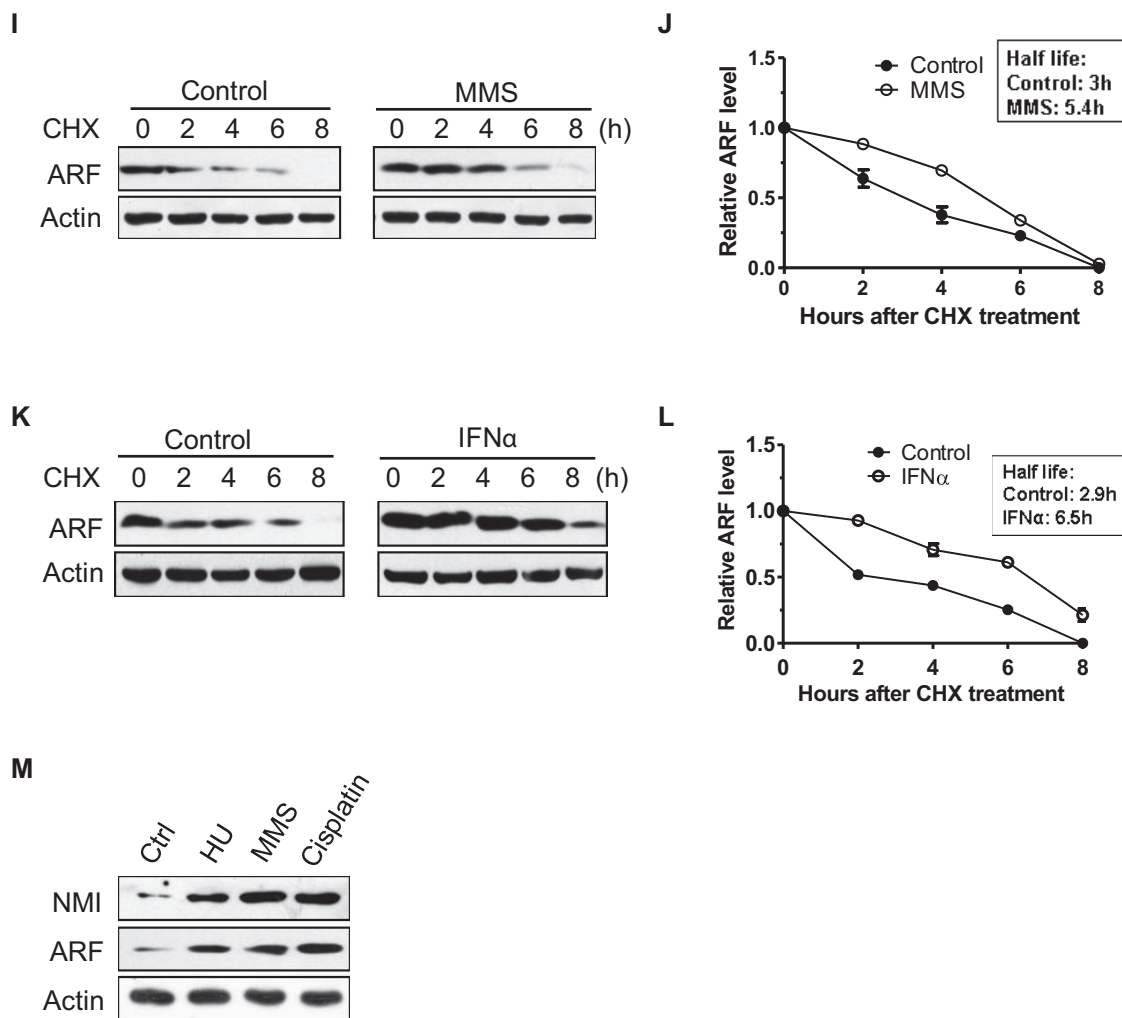 I
Control MMS
CHX 0 2 4 6 8 0 2 4 6 8 (h)
ARF
Actin
J
Relative ARF level
1.5
1.0
0.5
0.0
0 2 4 6 8
Hours after CHX treatment
Control
MMS
Half life:
Control: 3h
MMS: 5.4h
K
Control IFNα
CHX 0 2 4 6 8 0 2 4 6 8 (h)
ARF
Actin
L
Relative ARF level
1.5
1.0
0.5
0.0
0 2 4 6 8
Hours after CHX treatment
Control
IFNα
Half life:
Control: 2.9h
IFNα: 6.5h
M
Ctrl HU MMS Cisplatin
NMI
ARF
Actin